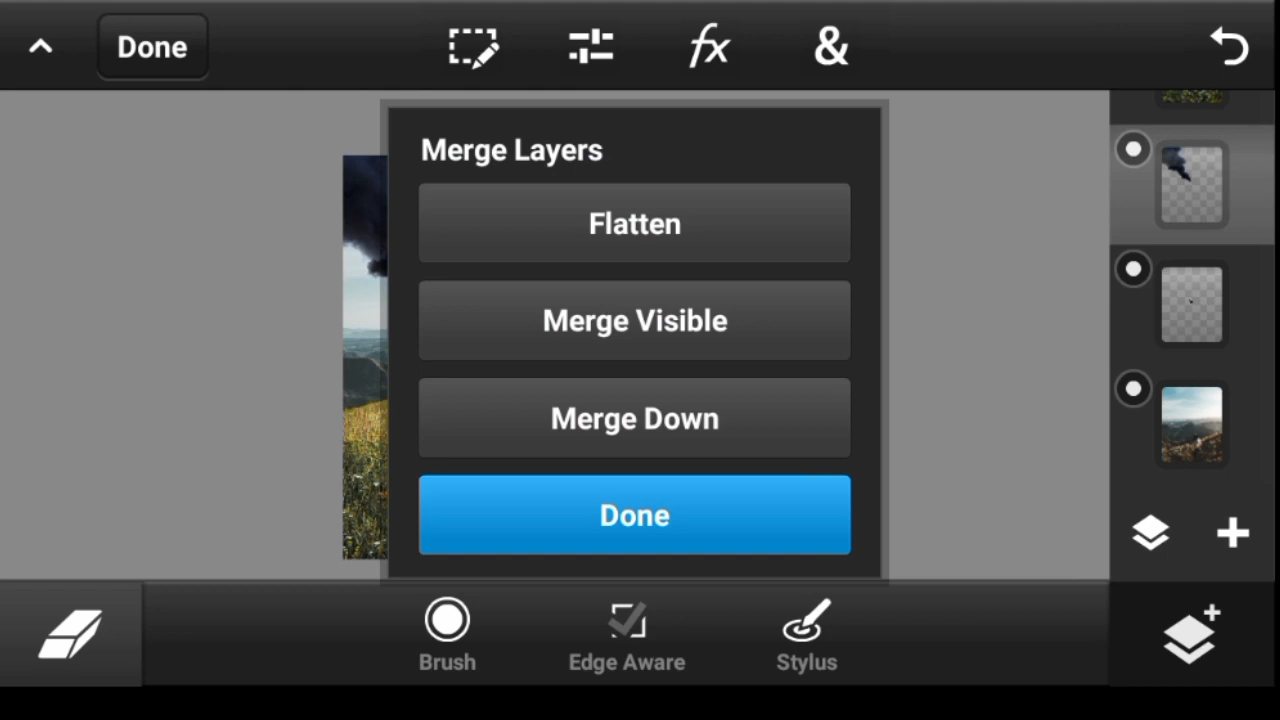 Done
fx
&
Merge Layers
Flatten
Merge Visible
Merge Down
Done
Brush
Edge Aware
Stylus